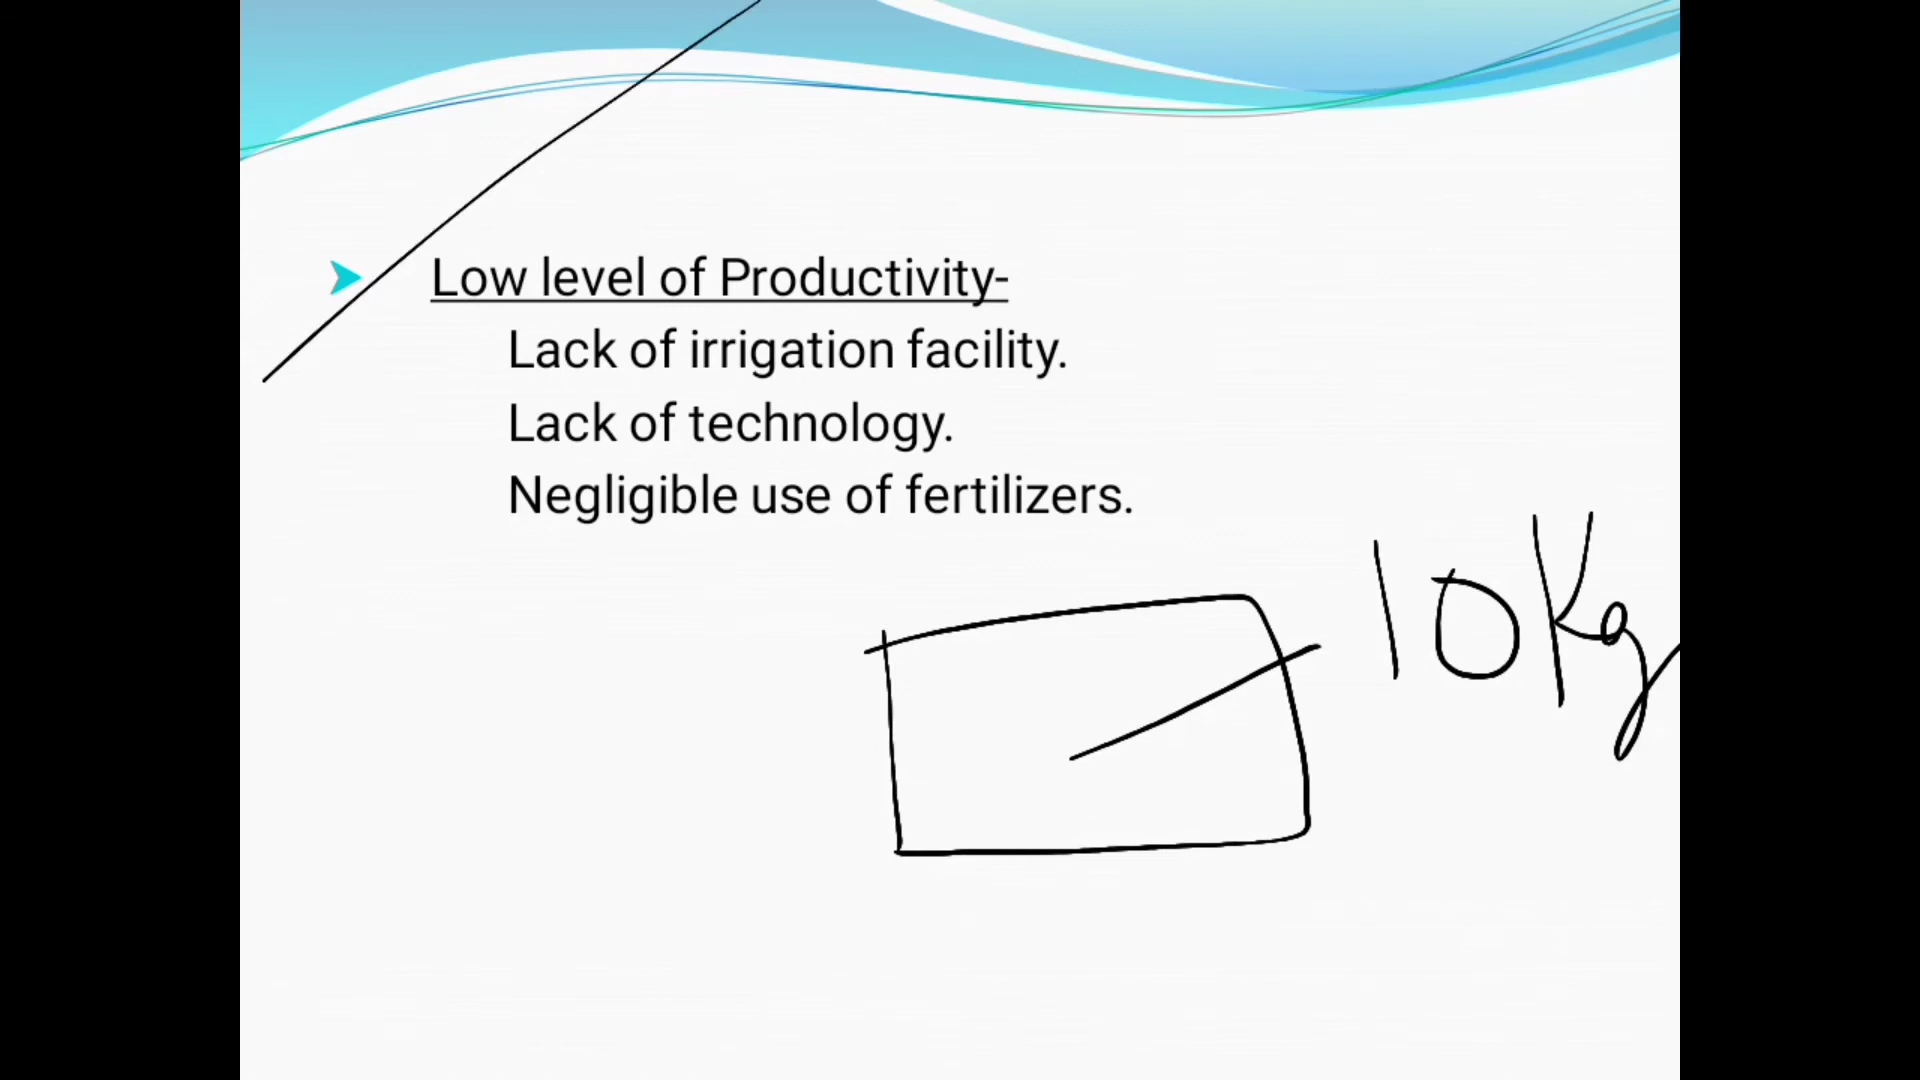 Low level of Productivity-
Lack of irrigation facility.
Lack of technology.
Negligible use of fertilizers.
10Kg